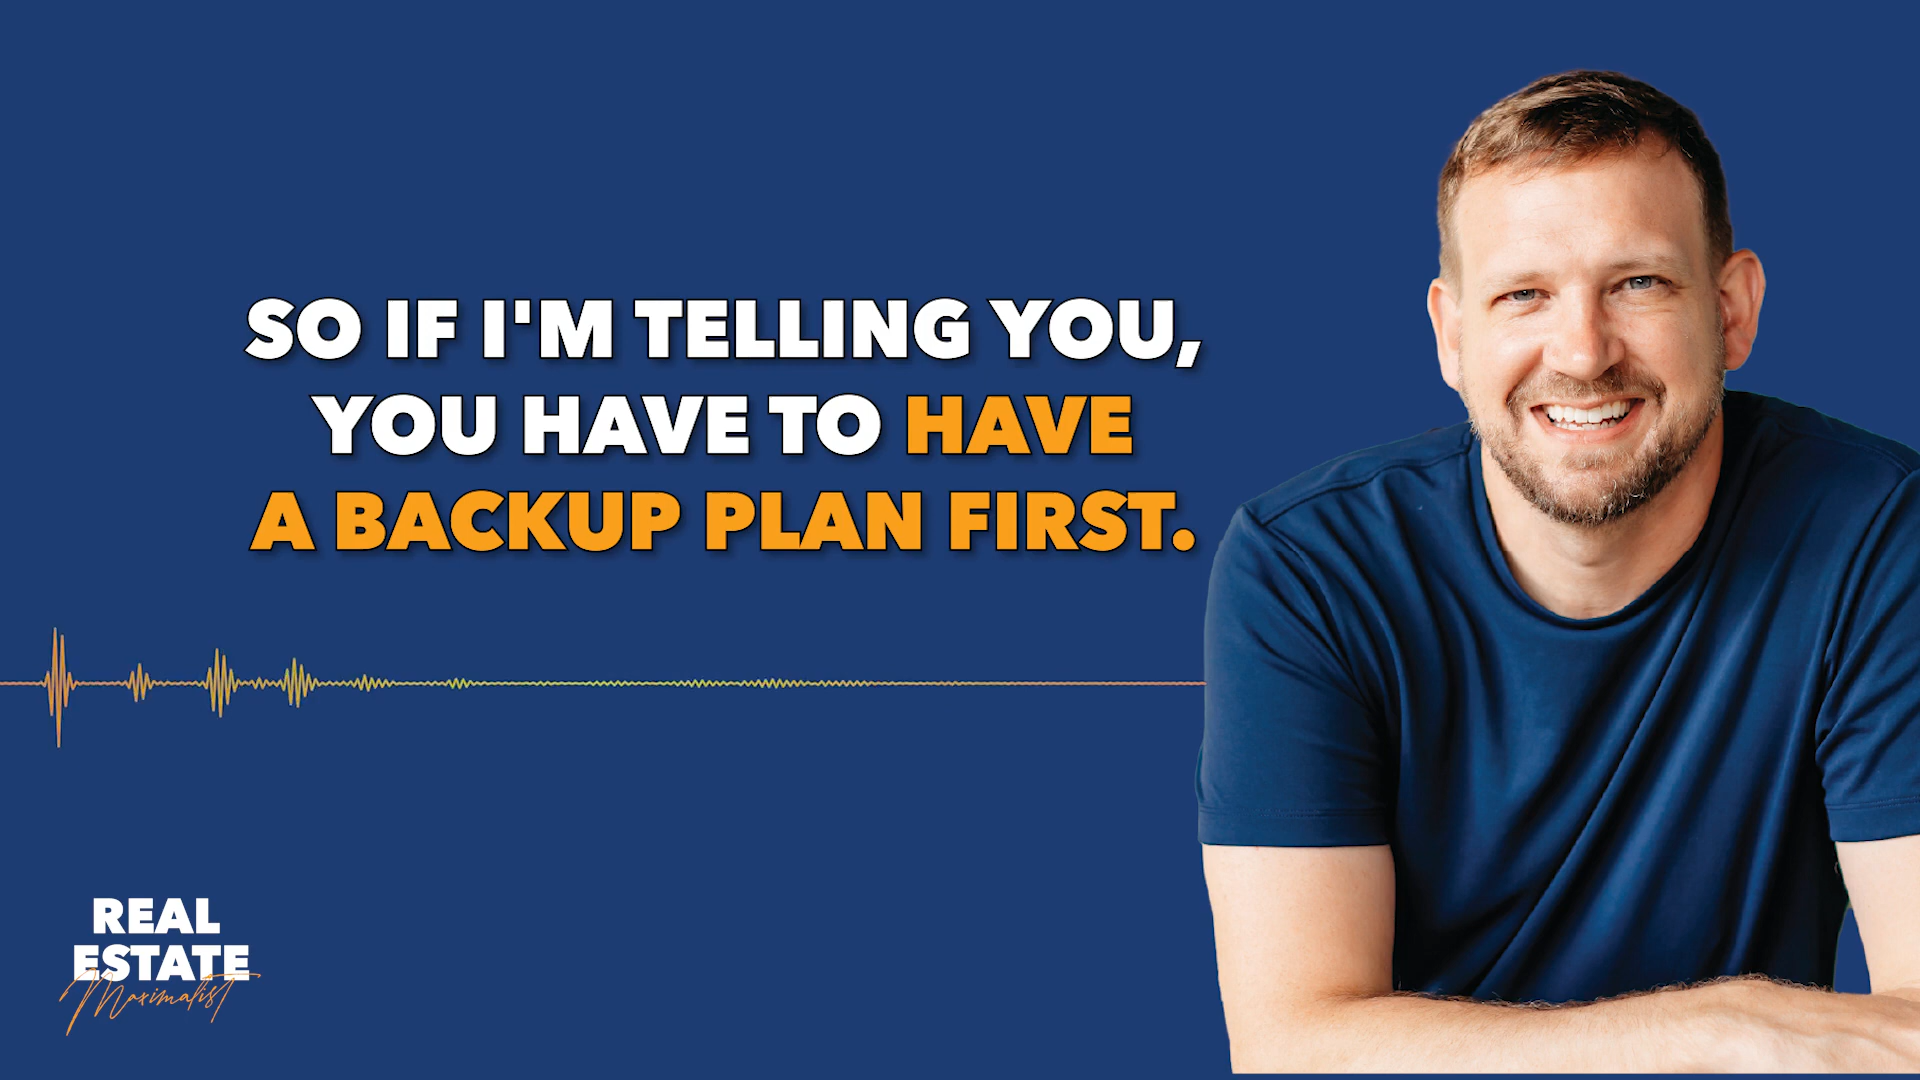 SO IF I'M TELLING YOU,
YOU HAVE TO HAVE
A BACKUP PLAN FIRST.
REAL
ESTATE
Maximalist